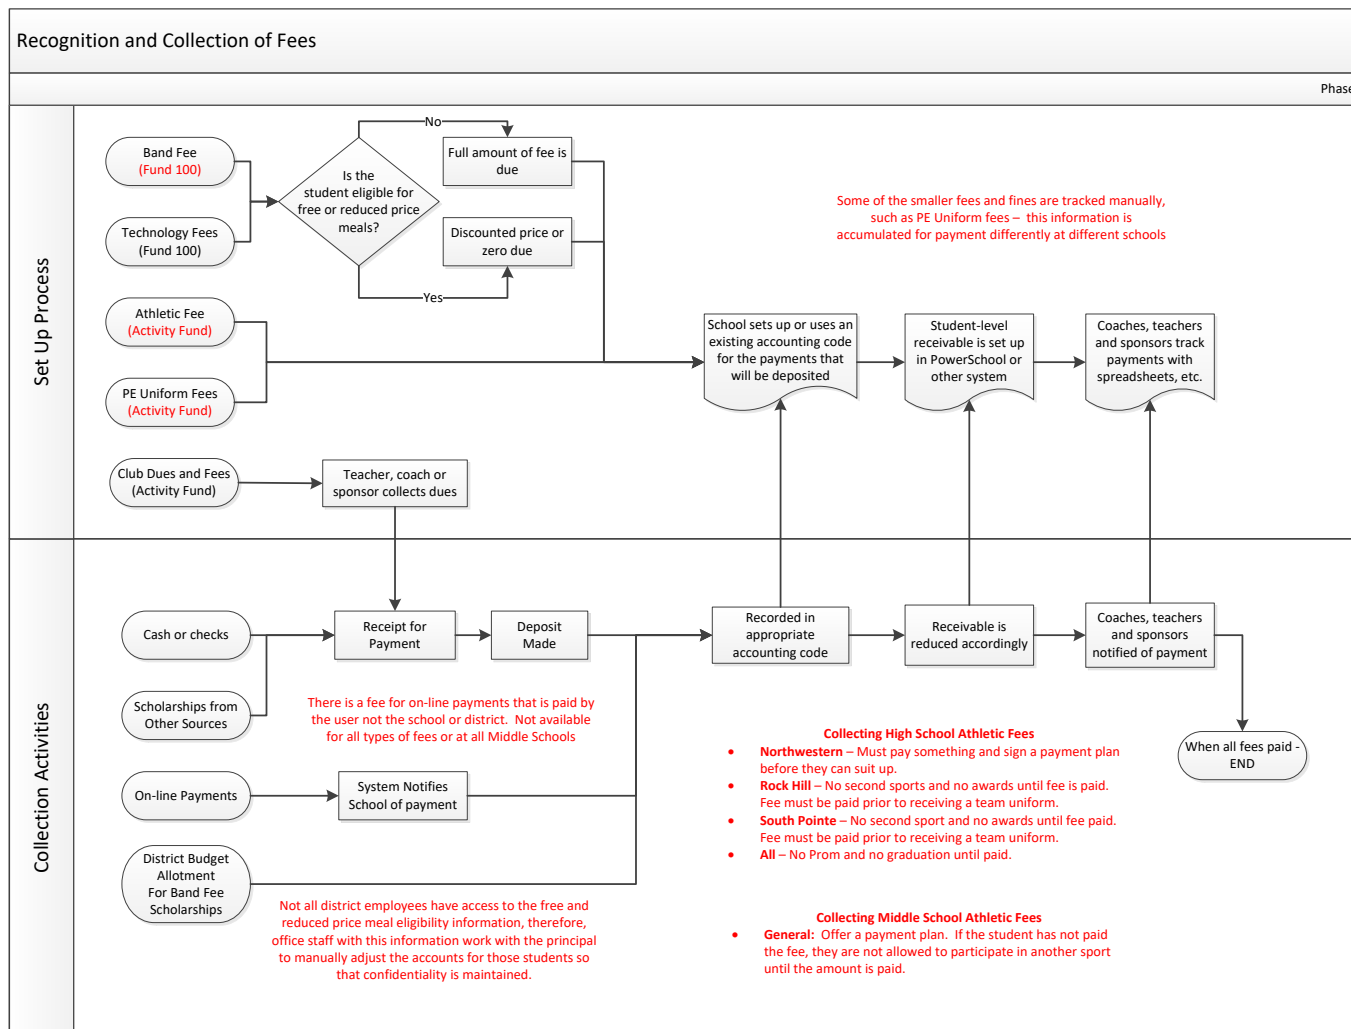 Recognition and Collection of Fees
Phase
Set Up Process
Band Fee
(Fund 100)
Technology Fees
(Fund 100)
Is the
student eligible for
free or reduced price
meals?
No
Yes
Full amount of fee is
due
Discounted price or
zero due
Some of the smaller fees and fines are tracked manually,
such as PE Uniform fees – this information is
accumulated for payment differently at different schools
Athletic Fee
(Activity Fund)
PE Uniform Fees
(Activity Fund)
School sets up or uses an
existing accounting code
for the payments that
will be deposited
Student-level
receivable is set up
in PowerSchool or
other system
Coaches, teachers
and sponsors track
payments with
spreadsheets, etc.
Club Dues and Fees
(Activity Fund)
Teacher, coach or
sponsor collects dues
Collection Activities
Cash or checks
Scholarships from
Other Sources
Receipt for
Payment
Deposit
Made
Recorded in
appropriate
accounting code
Receivable is
reduced accordingly
Coaches, teachers
and sponsors
notified of payment
There is a fee for on-line payments that is paid by
the user not the school or district. Not available
for all types of fees or at all Middle Schools
When all fees paid -
END
On-line Payments
System Notifies
School of payment
District Budget
Allotment
For Band Fee
Scholarships
Not all district employees have access to the free and
reduced price meal eligibility information, therefore,
office staff with this information work with the principal
to manually adjust the accounts for those students so
that confidentiality is maintained.
Collecting High School Athletic Fees
• Northwestern – Must pay something and sign a payment plan
before they can suit up.
• Rock Hill – No second sports and no awards until fee is paid.
Fee must be paid prior to receiving a team uniform.
• South Pointe – No second sport and no awards until fee paid.
Fee must be paid prior to receiving a team uniform.
• All – No Prom and no graduation until paid.
Collecting Middle School Athletic Fees
• General: Offer a payment plan. If the student has not paid
the fee, they are not allowed to participate in another sport
until the amount is paid.